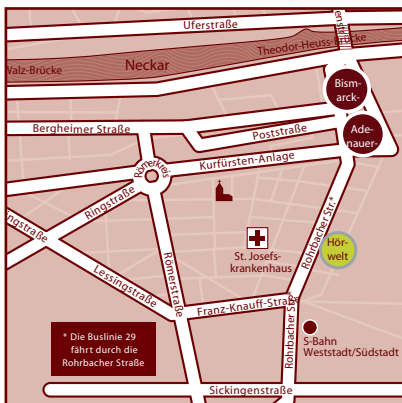 Uferstraße
Theodor-Heuss-Brücke
Walz-Brücke
Neckar
Bism-
arck-
Bergheimer Straße
Poststraße
Ade-
nauer-
Kurfürsten-Anlage
Römerkreis
Ringstraße
Rohrbacher Str.*
ngstraße
Hör-
welt
St. Josefs-
krankenhaus
Lessingstraße
Römerstraße
Franz-Knauff-Straße
Rohrbacher Str.
S-Bahn
Weststadt/Südstadt
* Die Buslinie 29
fährt durch die
Rohrbacher Straße
Sickingenstraße